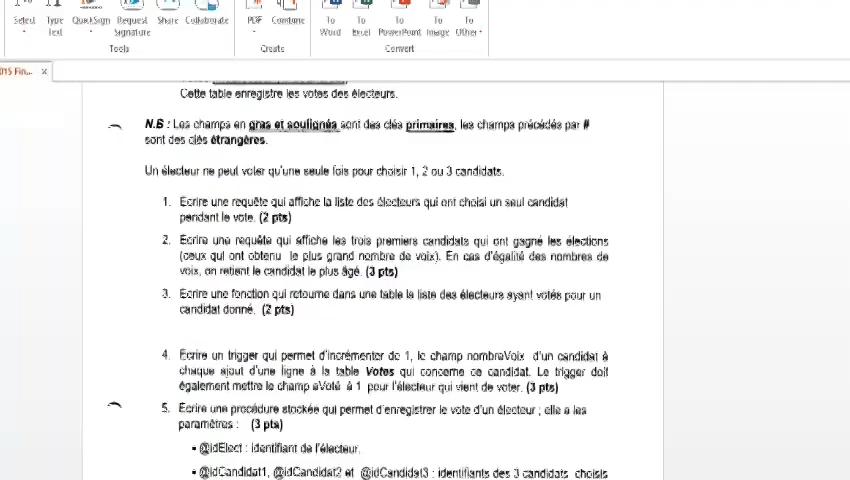 Select
Type
Text
QuickSign
Request
Signature
Share
Collaborate
PDF
Combine
To
Word
To
Excel
To
PowerPoint
To
Image
To
Other
Tools
Create
Convert
015 Fin... x
Cette table enregistre les votes des électeurs.
N.B : Les champs en gras et soulignés sont des clés primaires, les champs précédés par #
sont des clés étrangères.
Un électeur ne peut voter qu'une seule fois pour choisir 1, 2 ou 3 candidats.
1. Ecrire une requête qui affiche la liste des électeurs qui ont choisi un seul candidat
pendant le vote. (2 pts)
2. Ecrire une requête qui affiche les trois premiers candidats qui ont gagné les élections
(ceux qui ont obtenu le plus grand nombre de voix). En cas d'égalité des nombres de
voix, on retient le candidat le plus âgé. (3 pts)
3. Ecrire une fonction qui retourne dans une table la liste des électeurs ayant votés pour un
candidat donné. (2 pts)
4. Ecrire un trigger qui permet d'incrémenter de 1, le champ nombreVoix d'un candidat à
chaque ajout d'une ligne à la table Votes qui concerne ce candidat. Le trigger doit
également mettre le champ aVoté à 1 pour l'électeur qui vient de voter. (3 pts)
5. Ecrire une procédure stockée qui permet d'enregistrer le vote d'un électeur ; elle a les
paramètres : (3 pts)
• @idElect : identifiant de l'électeur.
• @idCandidat1, @idCandidat2 et @idCandidat3 : identifiants des 3 candidats choisis